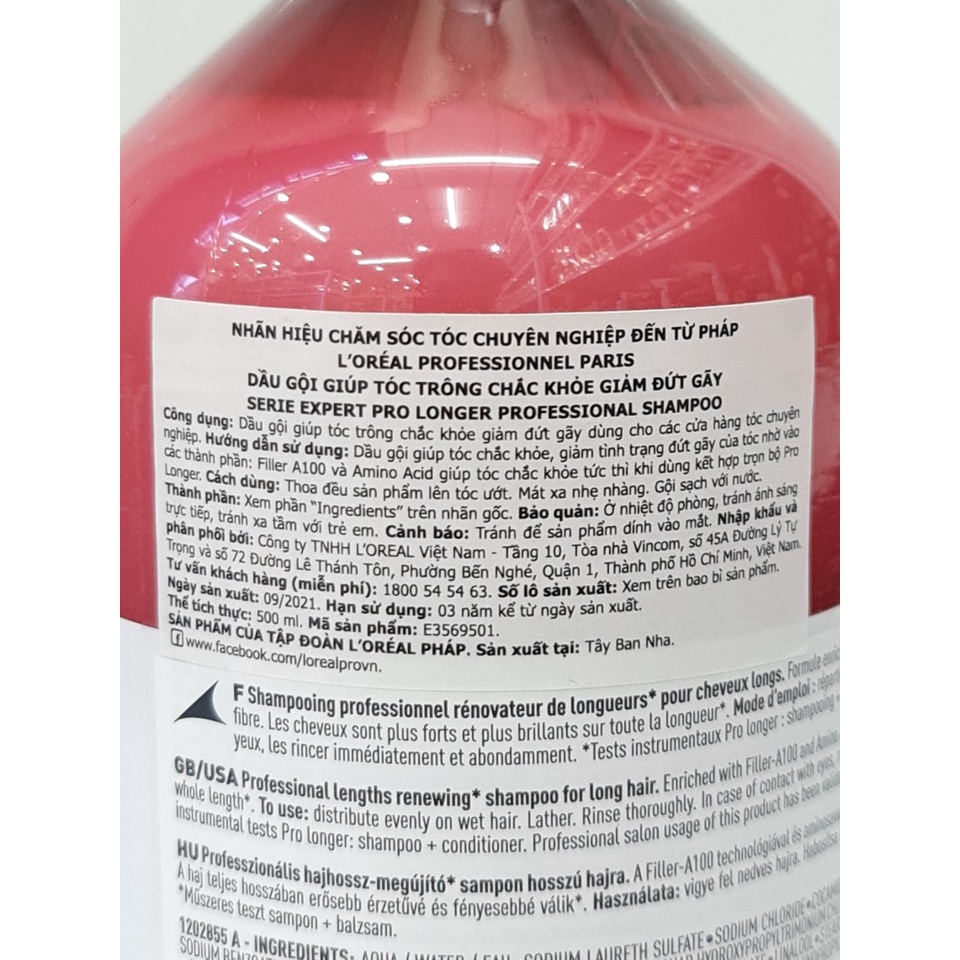 NHÃN HIỆU CHĂM SÓC TÓC CHUYÊN NGHIỆP ĐẾN TỪ PHÁP
L'ORÉAL PROFESSIONNEL PARIS
DẦU GỘI GIÚP TÓC TRÔNG CHẮC KHỎE GIẢM ĐỨT GÃY
SERIE EXPERT PRO LONGER PROFESSIONAL SHAMPOO
Công dụng: Dầu gội giúp tóc trông chắc khỏe giảm đứt gãy dùng cho các cửa hàng tóc chuyên
nghiệp. Hướng dẫn sử dụng: Dầu gội giúp tóc chắc khỏe, giảm tình trạng đứt gãy của tóc nhờ vào
các thành phần: Filler A100 và Amino Acid giúp tóc chắc khỏe tức thì khi dùng kết hợp trọn bộ Pro
Longer. Cách dùng: Thoa đều sản phẩm lên tóc ướt. Mát xa nhẹ nhàng. Gội sạch với nước.
Thành phần: Xem phần "Ingredients" trên nhãn gốc. Bảo quản: Ở nhiệt độ phòng, tránh ánh sáng
trực tiếp, tránh xa tầm với trẻ em. Cảnh báo: Tránh để sản phẩm dính vào mắt. Nhập khẩu và
phân phối bởi: Công ty TNHH L'OREAL Việt Nam - Tầng 10, Tòa nhà Vincom, số 45A Đường Lý Tự
Trọng và số 72 Đường Lê Thánh Tôn, Phường Bến Nghé, Quận 1, Thành phố Hồ Chí Minh, Việt Nam.
Tư vấn khách hàng (miễn phí): 1800 54 54 63. Số lô sản xuất: Xem trên bao bì sản phẩm.
Ngày sản xuất: 09/2021. Hạn sử dụng: 03 năm kể từ ngày sản xuất.
Thể tích thực: 500 ml. Mã sản phẩm: E3569501.
SẢN PHẨM CỦA TẬP ĐOÀN L'ORÉAL PHÁP. Sản xuất tại: Tây Ban Nha.
www.facebook.com/lorealprovn.
F Shampooing professionnel rénovateur de longueurs* pour cheveux longs. Formule
fibre. Les cheveux sont plus forts et plus brillants sur toute la longueur*. Mode d'emploi :
yeux, les rincer immédiatement et abondamment. *Tests instrumentaux Pro longer : shampooing +
GB/USA Professional lengths renewing* shampoo for long hair. Enriched with Filler-A100 and Amino
whole length*. To use: distribute evenly on wet hair. Lather. Rinse thoroughly. In case of contact with eyes,
instrumental tests Pro longer: shampoo + conditioner. Professional salon usage of this product has been
HU Professzionális hajhossz-megújító* sampon hosszú hajra. A Filler-A100 technológiával és
A haj teljes hosszában erősebb érzetűvé és fényesebbé válik*. Használata: vigye fel nedves hajra.
*Műszeres teszt sampon + balzsam.
1202855 A - INGREDIENTS: AQUA / WATER / EAU • SODIUM LAURETH SULFATE • SODIUM CHLORIDE •
SODIUM